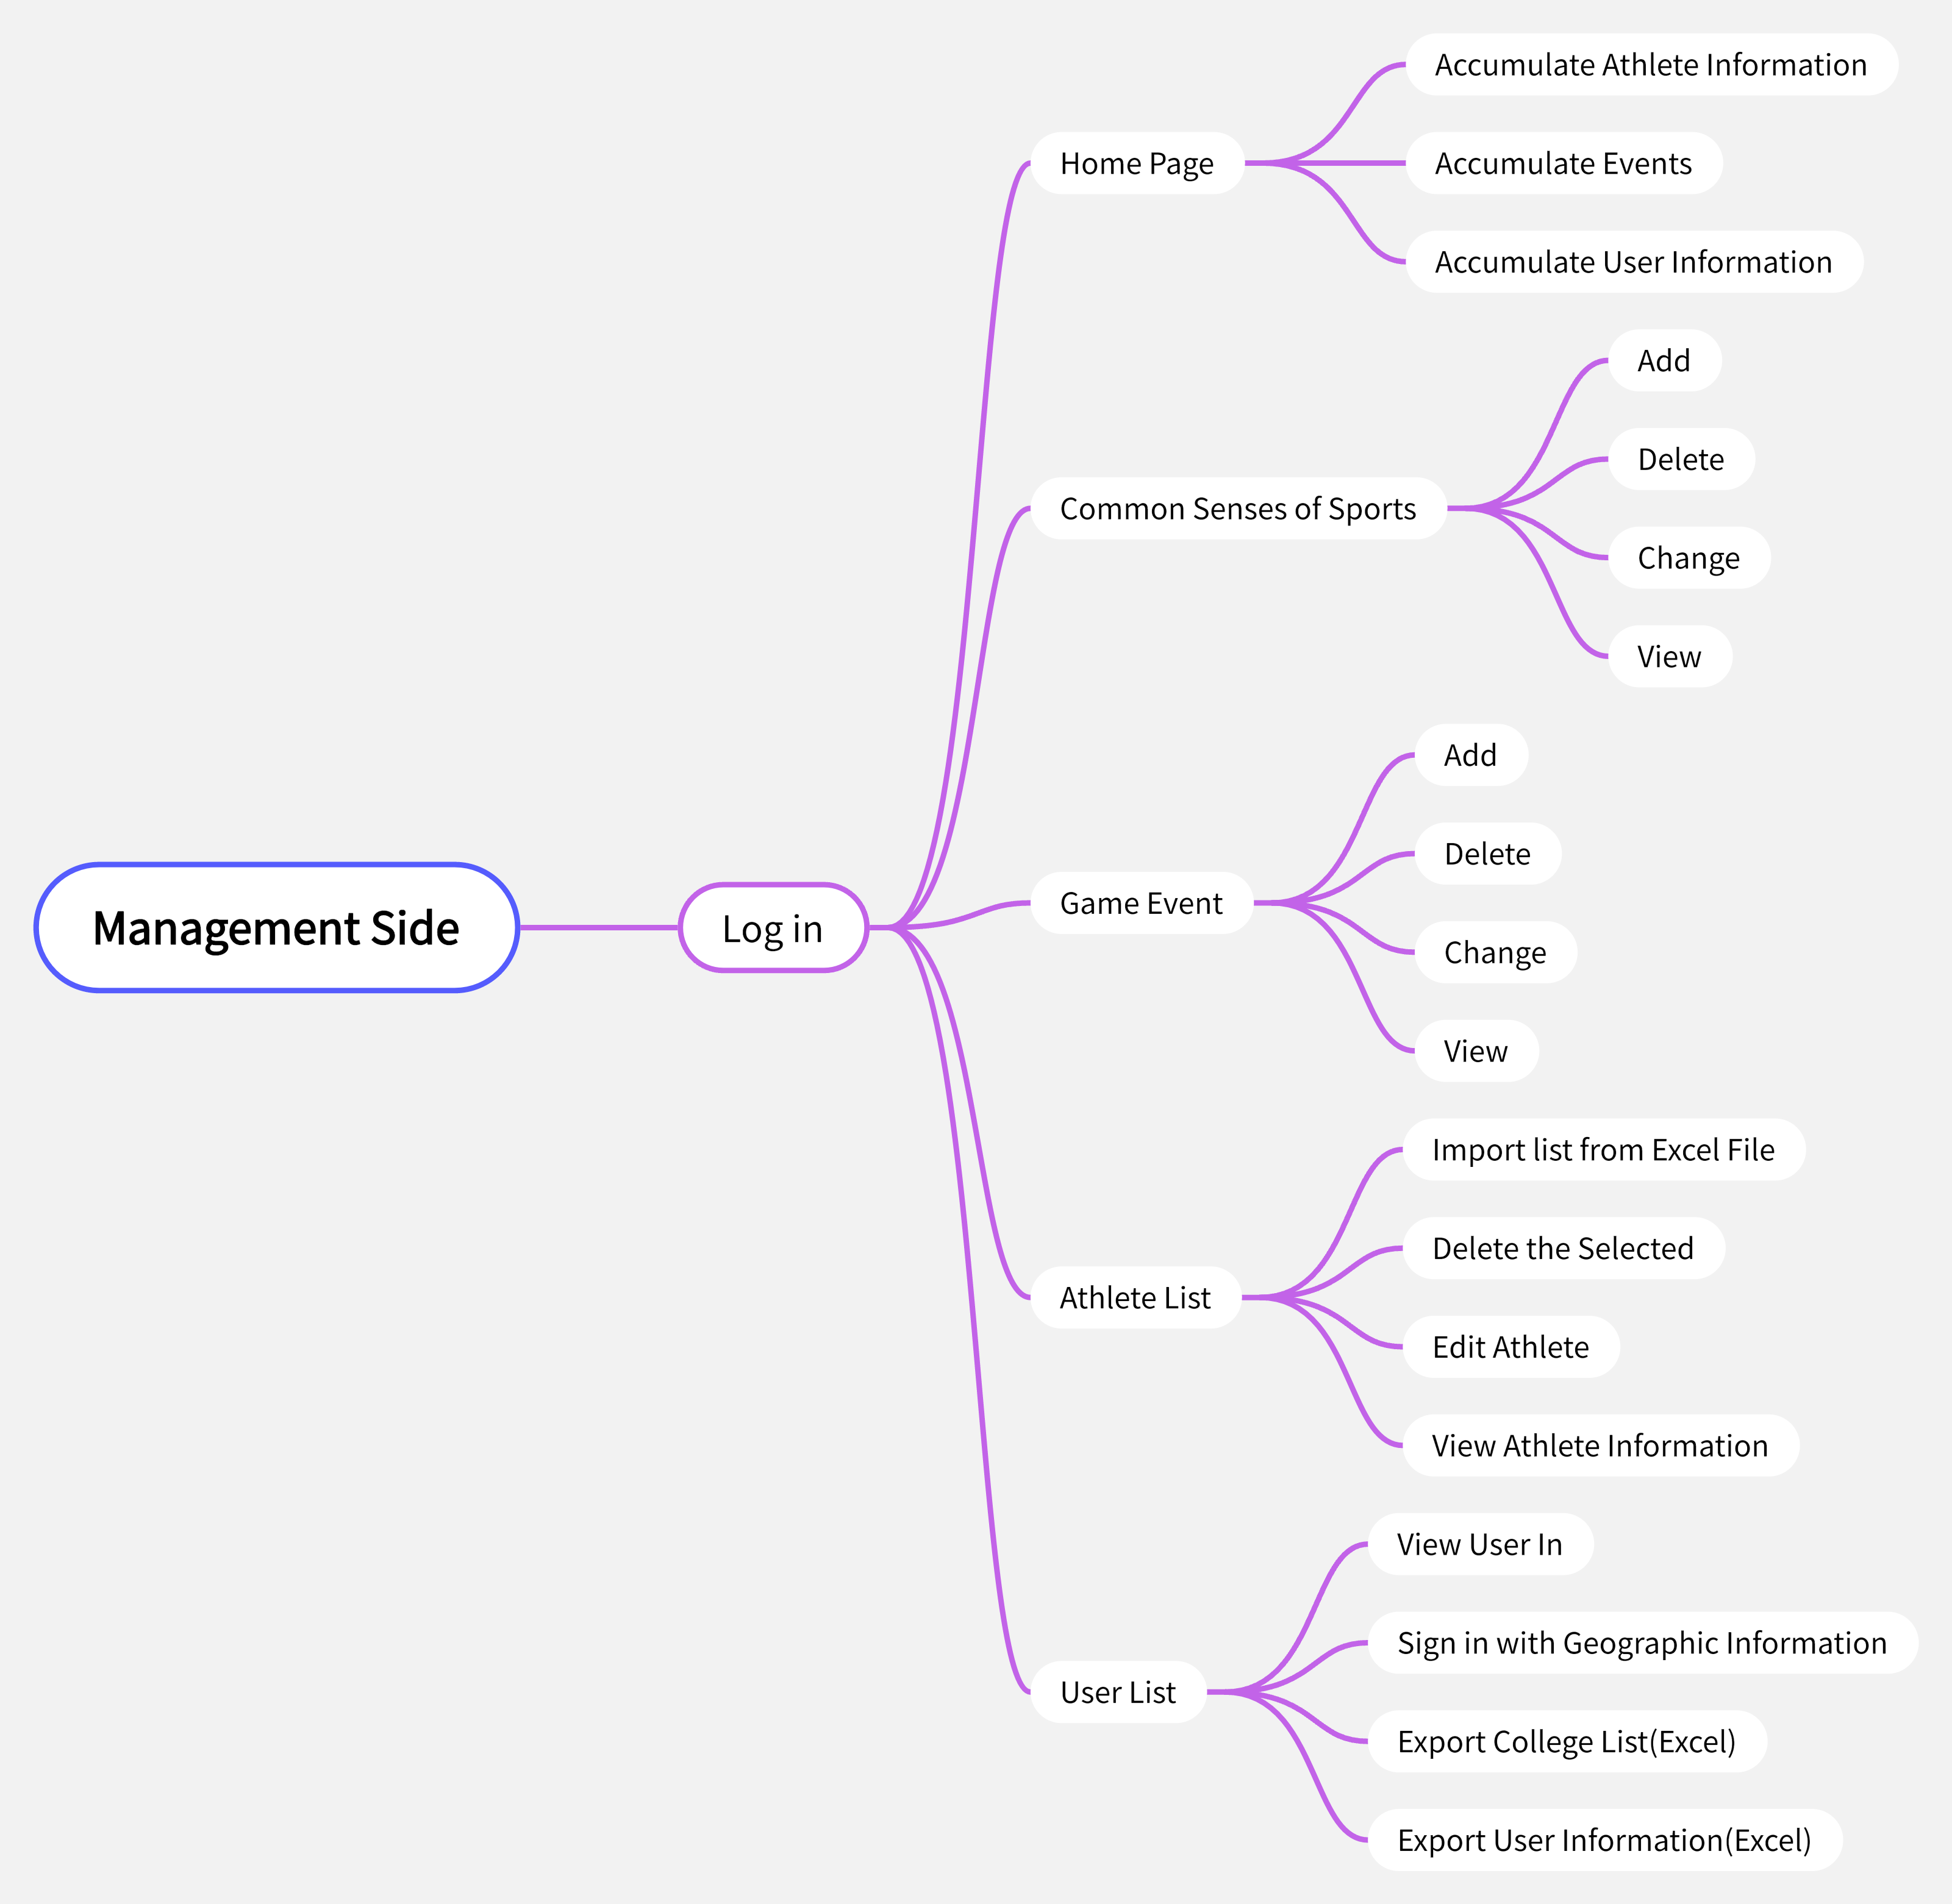 Management Side
Log in
Home Page
Accumulate Athlete Information
Accumulate Events
Accumulate User Information
Common Senses of Sports
Add
Delete
Change
View
Game Event
Add
Delete
Change
View
Athlete List
Import list from Excel File
Delete the Selected
Edit Athlete
View Athlete Information
User List
View User In
Sign in with Geographic Information
Export College List(Excel)
Export User Information(Excel)